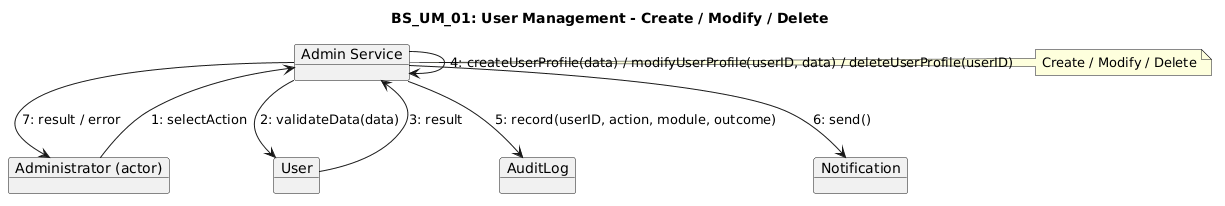 BS_UM_01: User Management - Create / Modify / Delete
Admin Service
4: createUserProfile(data) / modifyUserProfile(userID, data) / deleteUserProfile(userID)
Create / Modify / Delete
7: result / error
1: selectAction
2: validateData(data)
3: result
5: record(userID, action, module, outcome)
6: send()
Administrator (actor)
User
AuditLog
Notification